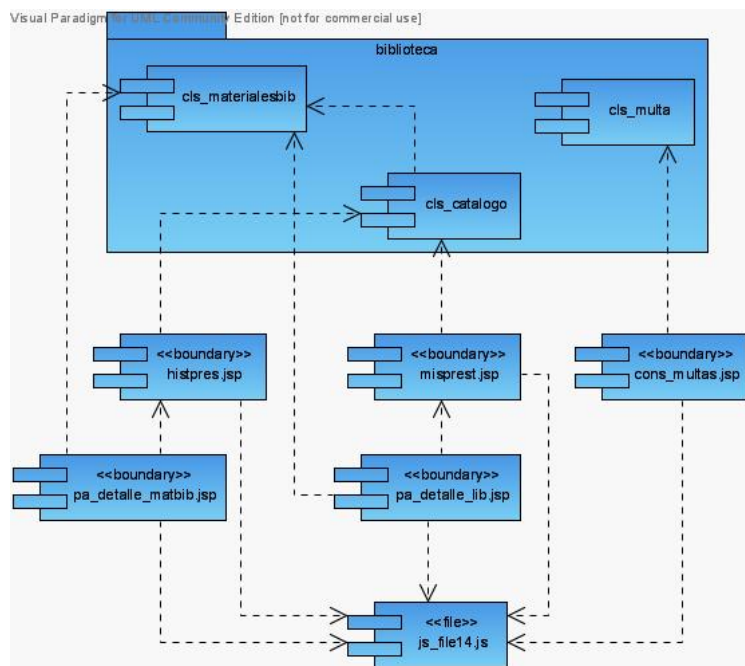 Visual Paradigm for UML Community Edition [not for commercial use]
biblioteca
cls_materialesbib
cls_multa
cls_catalogo
<<boundary>>
histpres.jsp
<<boundary>>
misprest.jsp
<<boundary>>
cons_multas.jsp
<<boundary>>
pa_detalle_matbib.jsp
<<boundary>>
pa_detalle_lib.jsp
<<file>>
js_file14.js